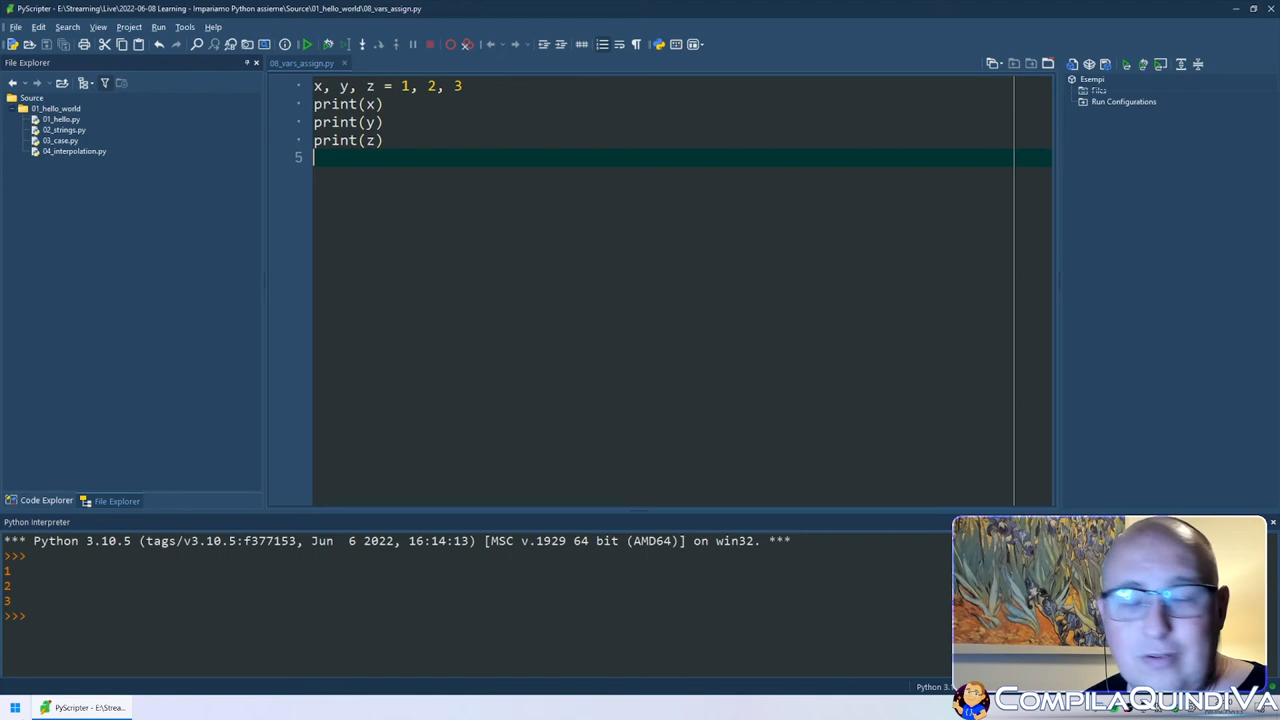 PyScripter - E:\Streaming\Live\2022-06-08 Learning - Impariamo Python assieme\Source\01_hello_world\08_vars_assign.py
File Edit Search View Project Run Tools Help
File Explorer
08_vars_assign.py
Source
01_hello_world
01_hello.py
02_strings.py
03_case.py
04_interpolation.py
x, y, z = 1, 2, 3
print(x)
print(y)
print(z)
5
Esempi
Files
Run Configurations
Code Explorer
File Explorer
Python Interpreter
*** Python 3.10.5 (tags/v3.10.5:f377153, Jun  6 2022, 16:14:13) [MSC v.1929 64 bit (AMD64)] on win32. ***
>>>
1
2
3
>>>
PyScripter - E:\Strea...
COMPILAQUINDIVA